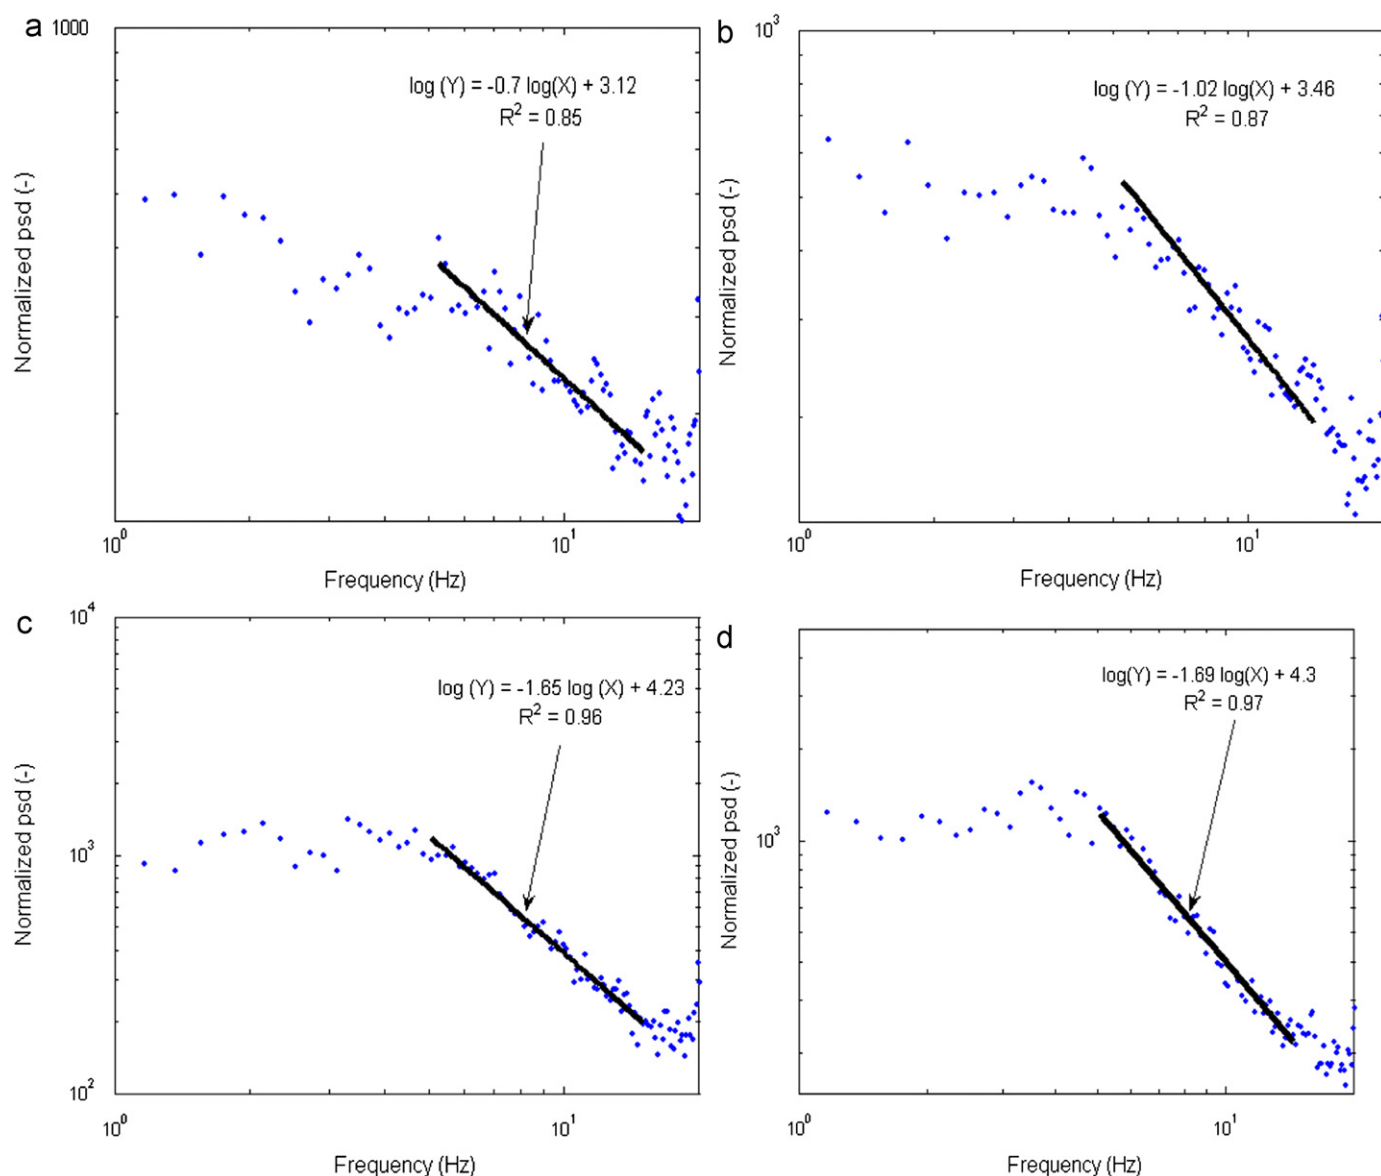 a
1000
log (Y) = -0.7 log(X) + 3.12
R² = 0.85
Normalized psd (-)
10⁰
10¹
Frequency (Hz)
b
10³
log (Y) = -1.02 log(X) + 3.46
R² = 0.87
Normalized psd (-)
10⁰
10¹
Frequency (Hz)
c
10⁴
log (Y) = -1.65 log (X) + 4.23
R² = 0.96
Normalized psd (-)
10³
10²
10⁰
10¹
Frequency (Hz)
d
log(Y) = -1.69 log(X) + 4.3
R² = 0.97
Normalized psd (-)
10³
10⁰
10¹
Frequency (Hz)